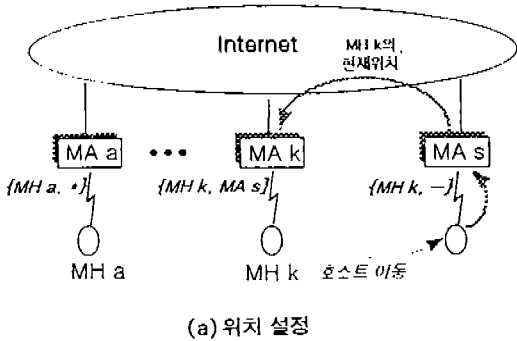 Internet
MH k의
현재위치
MA a
•••
MA k
MA s
{MH a, *}
{MH k, MA s}
{MH k, —}
MH a
MH k
호스트 이동
(a) 위치 설정